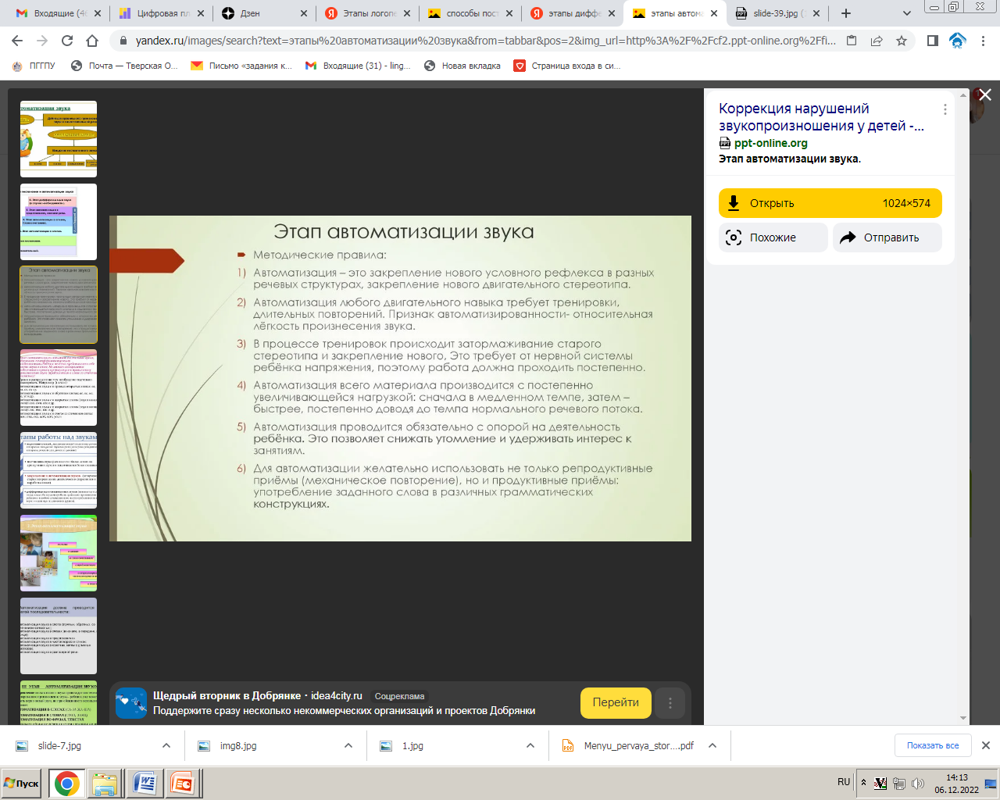 Входящие (4
Цифровая пл
Дзен
Этапы логопе
способы пост
этапы диффе
этапы автома
slide-39.jpg (
yandex.ru/images/search?text=этапы%20автоматизации%20звука&from=tabbar&pos=2&img_url=http%3A%2F%2Fcf2.ppt-online.org%2Ffi...
ПГГПУ
Почта — Тверская О...
Письмо «задания к...
Входящие (31) - ling...
Новая вкладка
Страница входа в си...
Этап автоматизации звука
Методические правила:
1) Автоматизация – это закрепление нового условного рефлекса в разных
речевых структурах, закрепление нового двигательного стереотипа.
2) Автоматизация любого двигательного навыка требует тренировки,
длительных повторений. Признак автоматизированности- относительная
лёгкость произнесения звука.
3) В процессе тренировок происходит затормаживание старого
стереотипа и закрепление нового, Это требует от нервной системы
ребёнка напряжения, поэтому работа должна проходить постепенно.
4) Автоматизация всего материала производится с постепенно
увеличивающейся нагрузкой: сначала в медленном темпе, затем –
быстрее, постепенно доводя до темпа нормального речевого потока.
5) Автоматизация проводится обязательно с опорой на деятельность
ребёнка. Это позволяет снижать утомление и удерживать интерес к
занятиям.
6) Для автоматизации желательно использовать не только репродуктивные
приёмы (механическое повторение), но и продуктивные приёмы:
употребление заданного слова в различных грамматических
конструкциях.
Коррекция нарушений
звукопроизношения у детей -...
ppt-online.org
Этап автоматизации звука.
Открыть 1024×574
Похожие
Отправить
Щедрый вторник в Добрянке · idea4city.ru Соцреклама
Поддержите сразу несколько некоммерческих организаций и проектов Добрянки
Перейти
slide-7.jpg
img8.jpg
1.jpg
Menyu_pervaya_stor....pdf
Показать все
Пуск
RU
14:13
06.12.2022